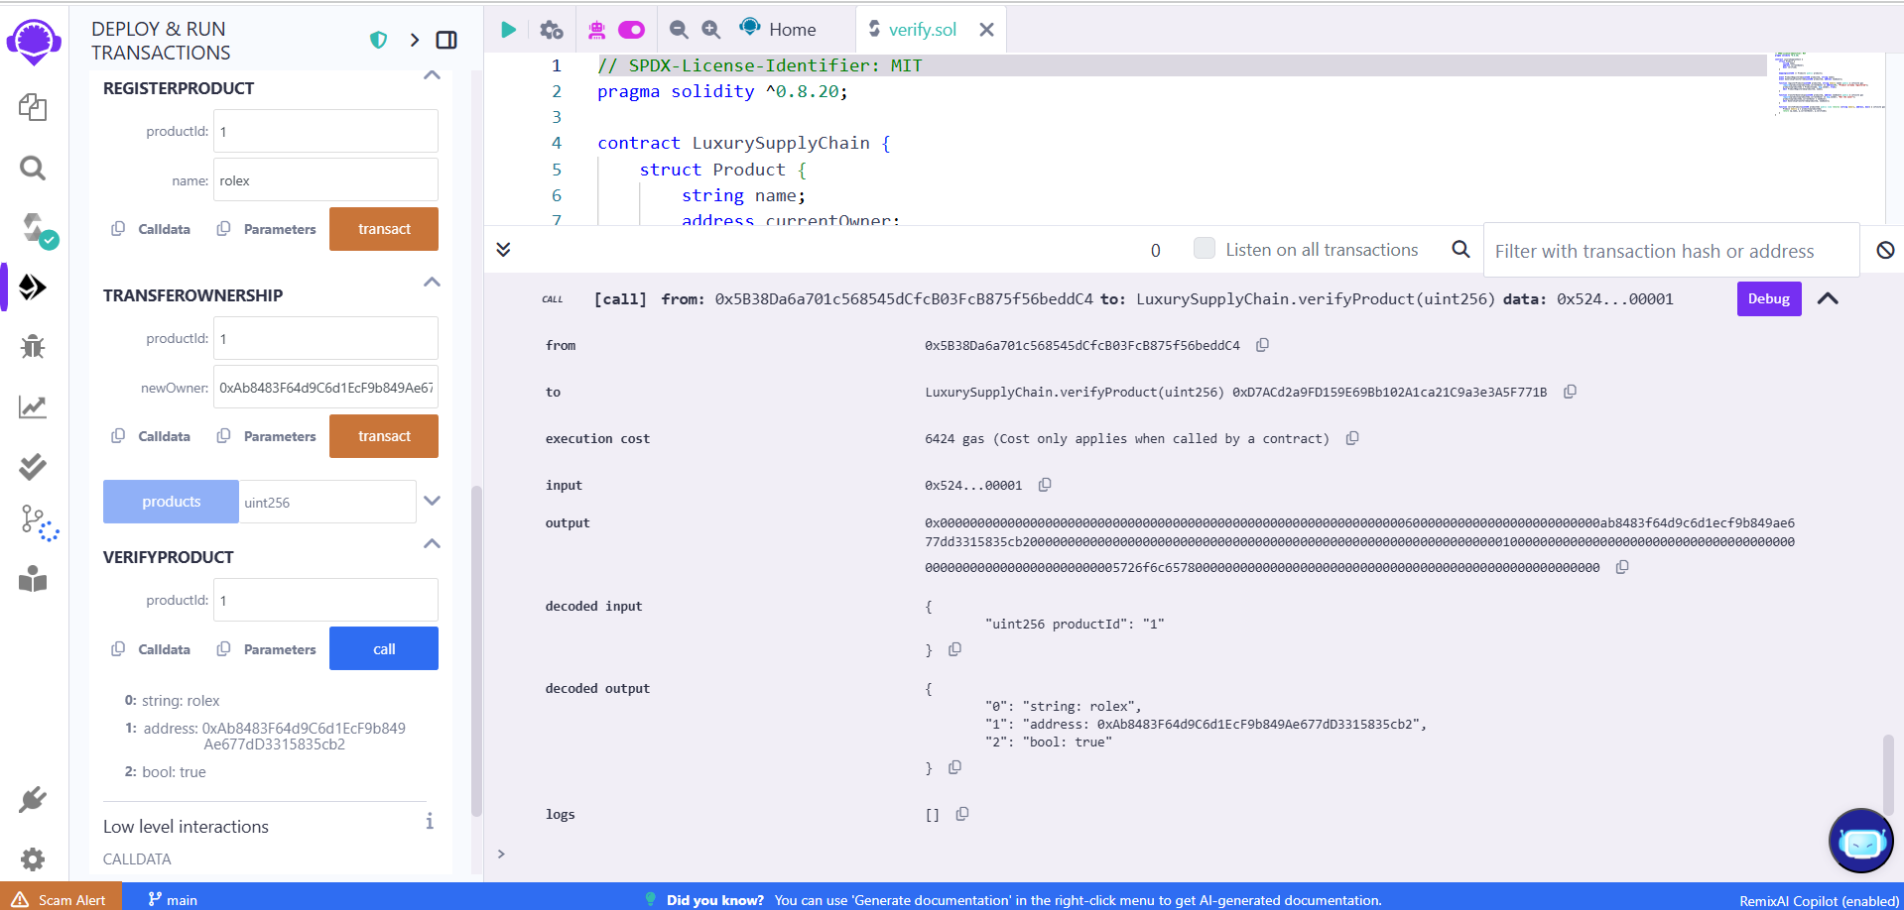 DEPLOY & RUN
TRANSACTIONS
REGISTERPRODUCT
productId: 1
name: rolex
Calldata Parameters transact
TRANSFEROWNERSHIP
productId: 1
newOwner: 0xAb8483F64d9C6d1EcF9b849Ae67
Calldata Parameters transact
products uint256
VERIFYPRODUCT
productId: 1
Calldata Parameters call
0: string: rolex
1: address: 0xAb8483F64d9C6d1EcF9b849
Ae677dD3315835cb2
2: bool: true
Low level interactions i
CALLDATA
Home verify.sol
1 // SPDX-License-Identifier: MIT
2 pragma solidity ^0.8.20;
3
4 contract LuxurySupplyChain {
5 struct Product {
6 string name;
7 address currentOwner;
0 Listen on all transactions Filter with transaction hash or address
CALL [call] from: 0x5B38Da6a701c568545dCfcB03FcB875f56beddC4 to: LuxurySupplyChain.verifyProduct(uint256) data: 0x524...00001 Debug
from 0x5B38Da6a701c568545dCfcB03FcB875f56beddC4
to LuxurySupplyChain.verifyProduct(uint256) 0xD7ACd2a9FD159E69Bb102A1ca21C9a3e3A5F771B
execution cost 6424 gas (Cost only applies when called by a contract)
input 0x524...00001
output
decoded input {
"uint256 productId": "1"
}
decoded output {
"0": "string: rolex",
"1": "address: 0xAb8483F64d9C6d1EcF9b849Ae677dD3315835cb2",
"2": "bool: true"
}
logs []
>
Scam Alert main Did you know? You can use 'Generate documentation' in the right-click menu to get AI-generated documentation. RemixAI Copilot (enabled)